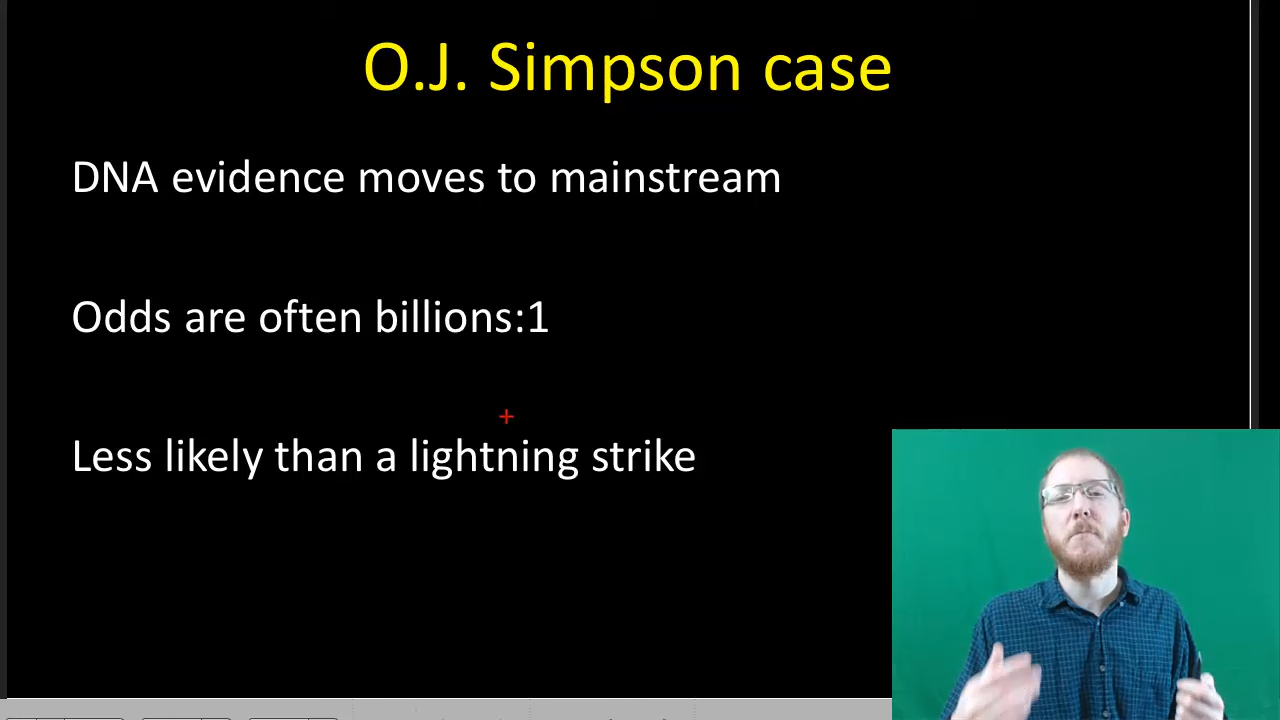 O.J. Simpson case
DNA evidence moves to mainstream
Odds are often billions:1
Less likely than a lightning strike